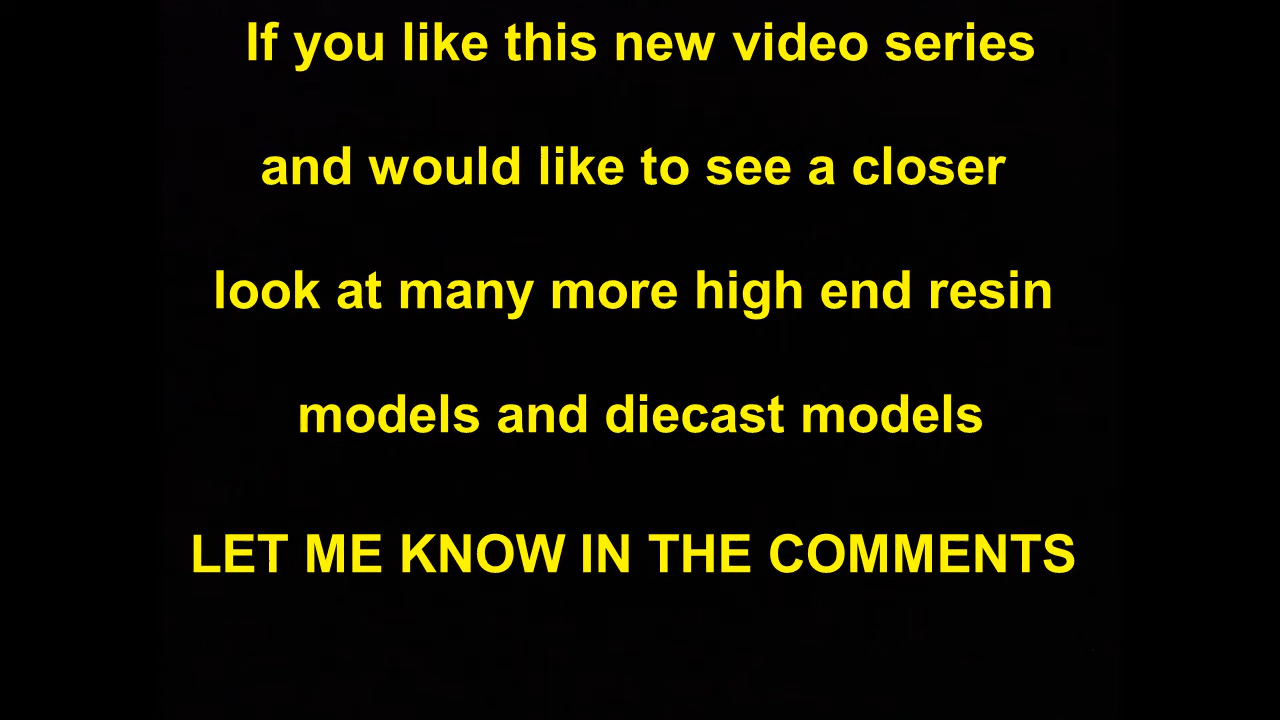 If you like this new video series
and would like to see a closer
look at many more high end resin
models and diecast models
LET ME KNOW IN THE COMMENTS